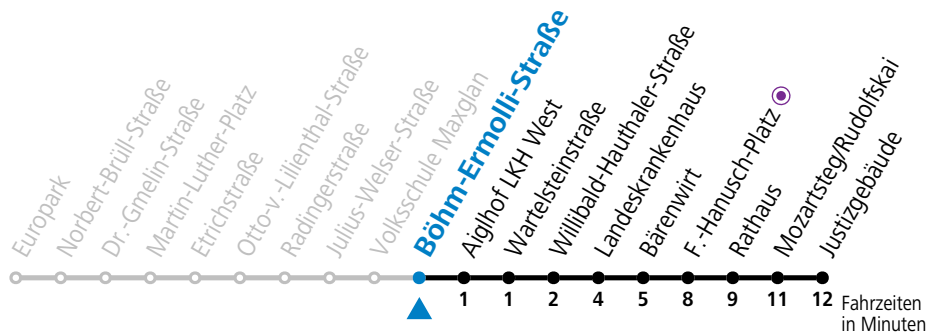 Europark
Norbert-Brüll-Straße
Dr.-Gmelin-Straße
Martin-Luther-Platz
Etrichstraße
Otto-v.-Lilienthal-Straße
Radingerstraße
Julius-Welser-Straße
Volksschule Maxglan
Böhm-Ermolli-Straße
Aiglhof LKH West
Wartelsteinstraße
Willibald-Hauthaler-Straße
Landeskrankenhaus
Bärenwirt
F.-Hanusch-Platz
Rathaus
Mozartsteg/Rudolfskai
Justizgebäude
1 1 2 4 5 8 9 11 12 Fahrzeiten
in Minuten